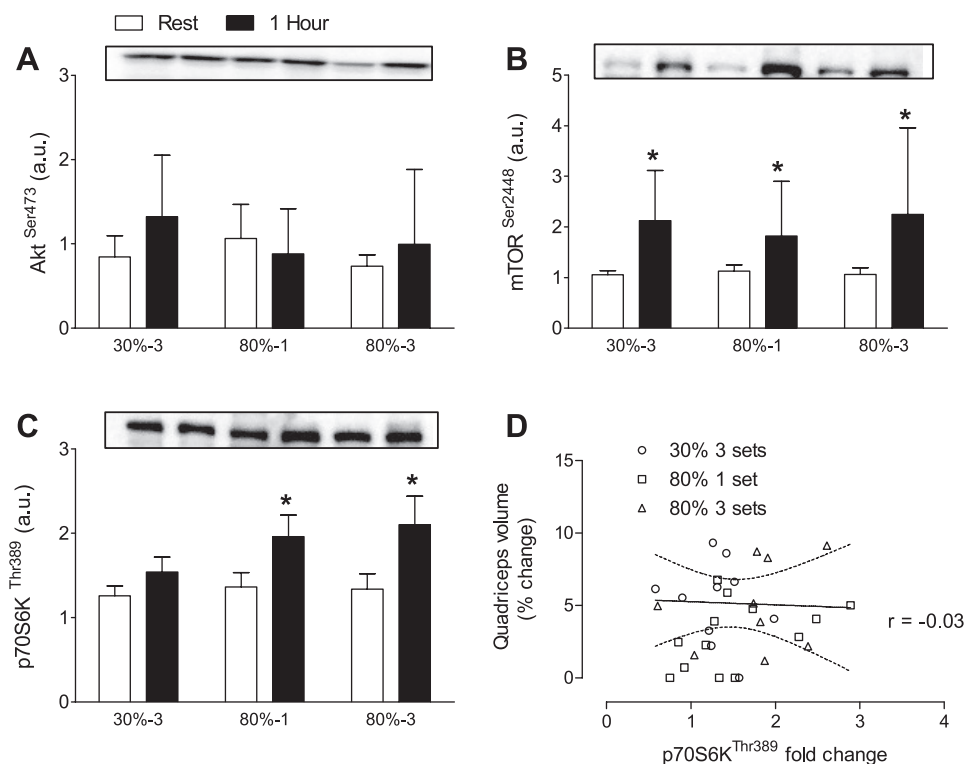 Rest 1 Hour
A
3
2
1
0
Akt Ser473 (a.u.)
30%-3 80%-1 80%-3
B
5
4
3
2
1
0
mTOR Ser2448 (a.u.)
* * *
30%-3 80%-1 80%-3
C
3
2
1
0
p70S6K Thr389 (a.u.)
* *
30%-3 80%-1 80%-3
D
30% 3 sets
80% 1 set
80% 3 sets
15
10
5
0
Quadriceps volume
(% change)
r = -0.03
0 1 2 3 4
p70S6KThr389 fold change